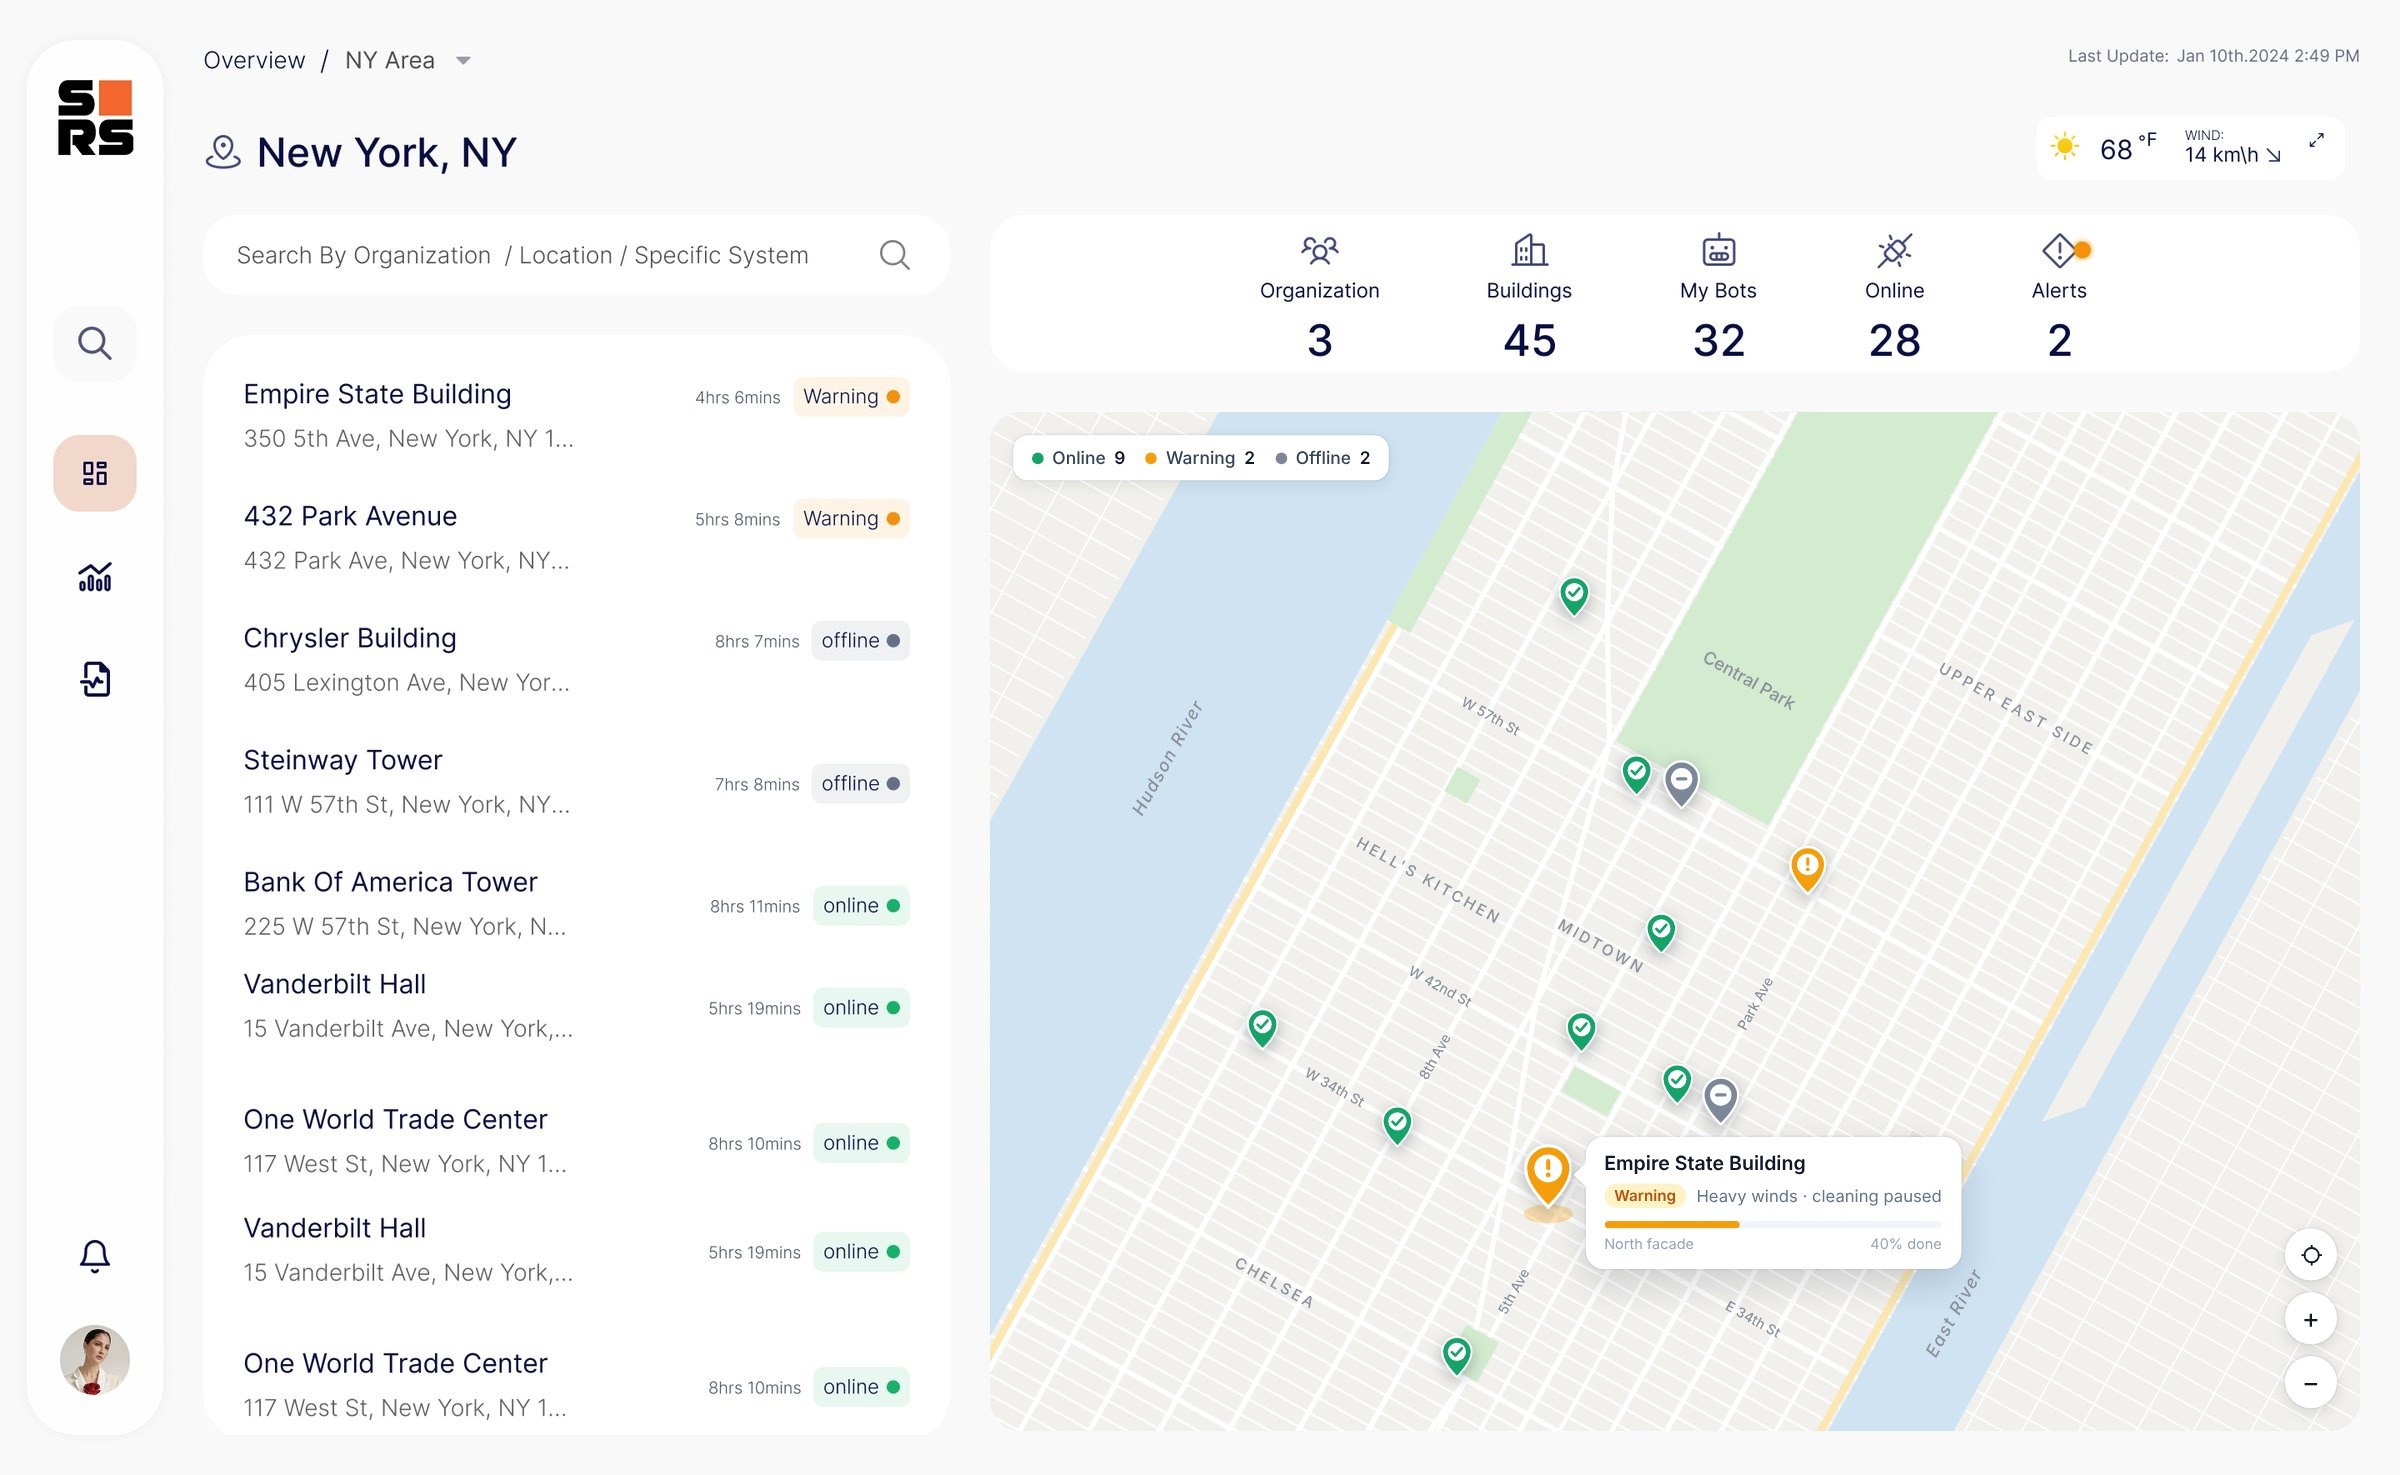 S
RS
Overview / NY Area
Last Update: Jan 10th.2024 2:49 PM
New York, NY
68 °F
WIND:
14 km\h
Search By Organization / Location / Specific System
Organization
3
Buildings
45
My Bots
32
Online
28
Alerts
2
Empire State Building
4hrs 6mins
Warning
350 5th Ave, New York, NY 1...
432 Park Avenue
5hrs 8mins
Warning
432 Park Ave, New York, NY...
Chrysler Building
8hrs 7mins
offline
405 Lexington Ave, New Yor...
Steinway Tower
7hrs 8mins
offline
111 W 57th St, New York, NY...
Bank Of America Tower
8hrs 11mins
online
225 W 57th St, New York, N...
Vanderbilt Hall
5hrs 19mins
online
15 Vanderbilt Ave, New York,...
One World Trade Center
8hrs 10mins
online
117 West St, New York, NY 1...
Vanderbilt Hall
5hrs 19mins
online
15 Vanderbilt Ave, New York,...
One World Trade Center
8hrs 10mins
online
117 West St, New York, NY 1...
Online 9 Warning 2 Offline 2
Central Park
UPPER EAST SIDE
W 57th St
Hudson River
HELL'S KITCHEN
MIDTOWN
W 42nd St
Park Ave
8th Ave
W 34th St
Empire State Building
Warning Heavy winds · cleaning paused
North facade 40% done
CHELSEA
5th Ave
E 34th St
East River